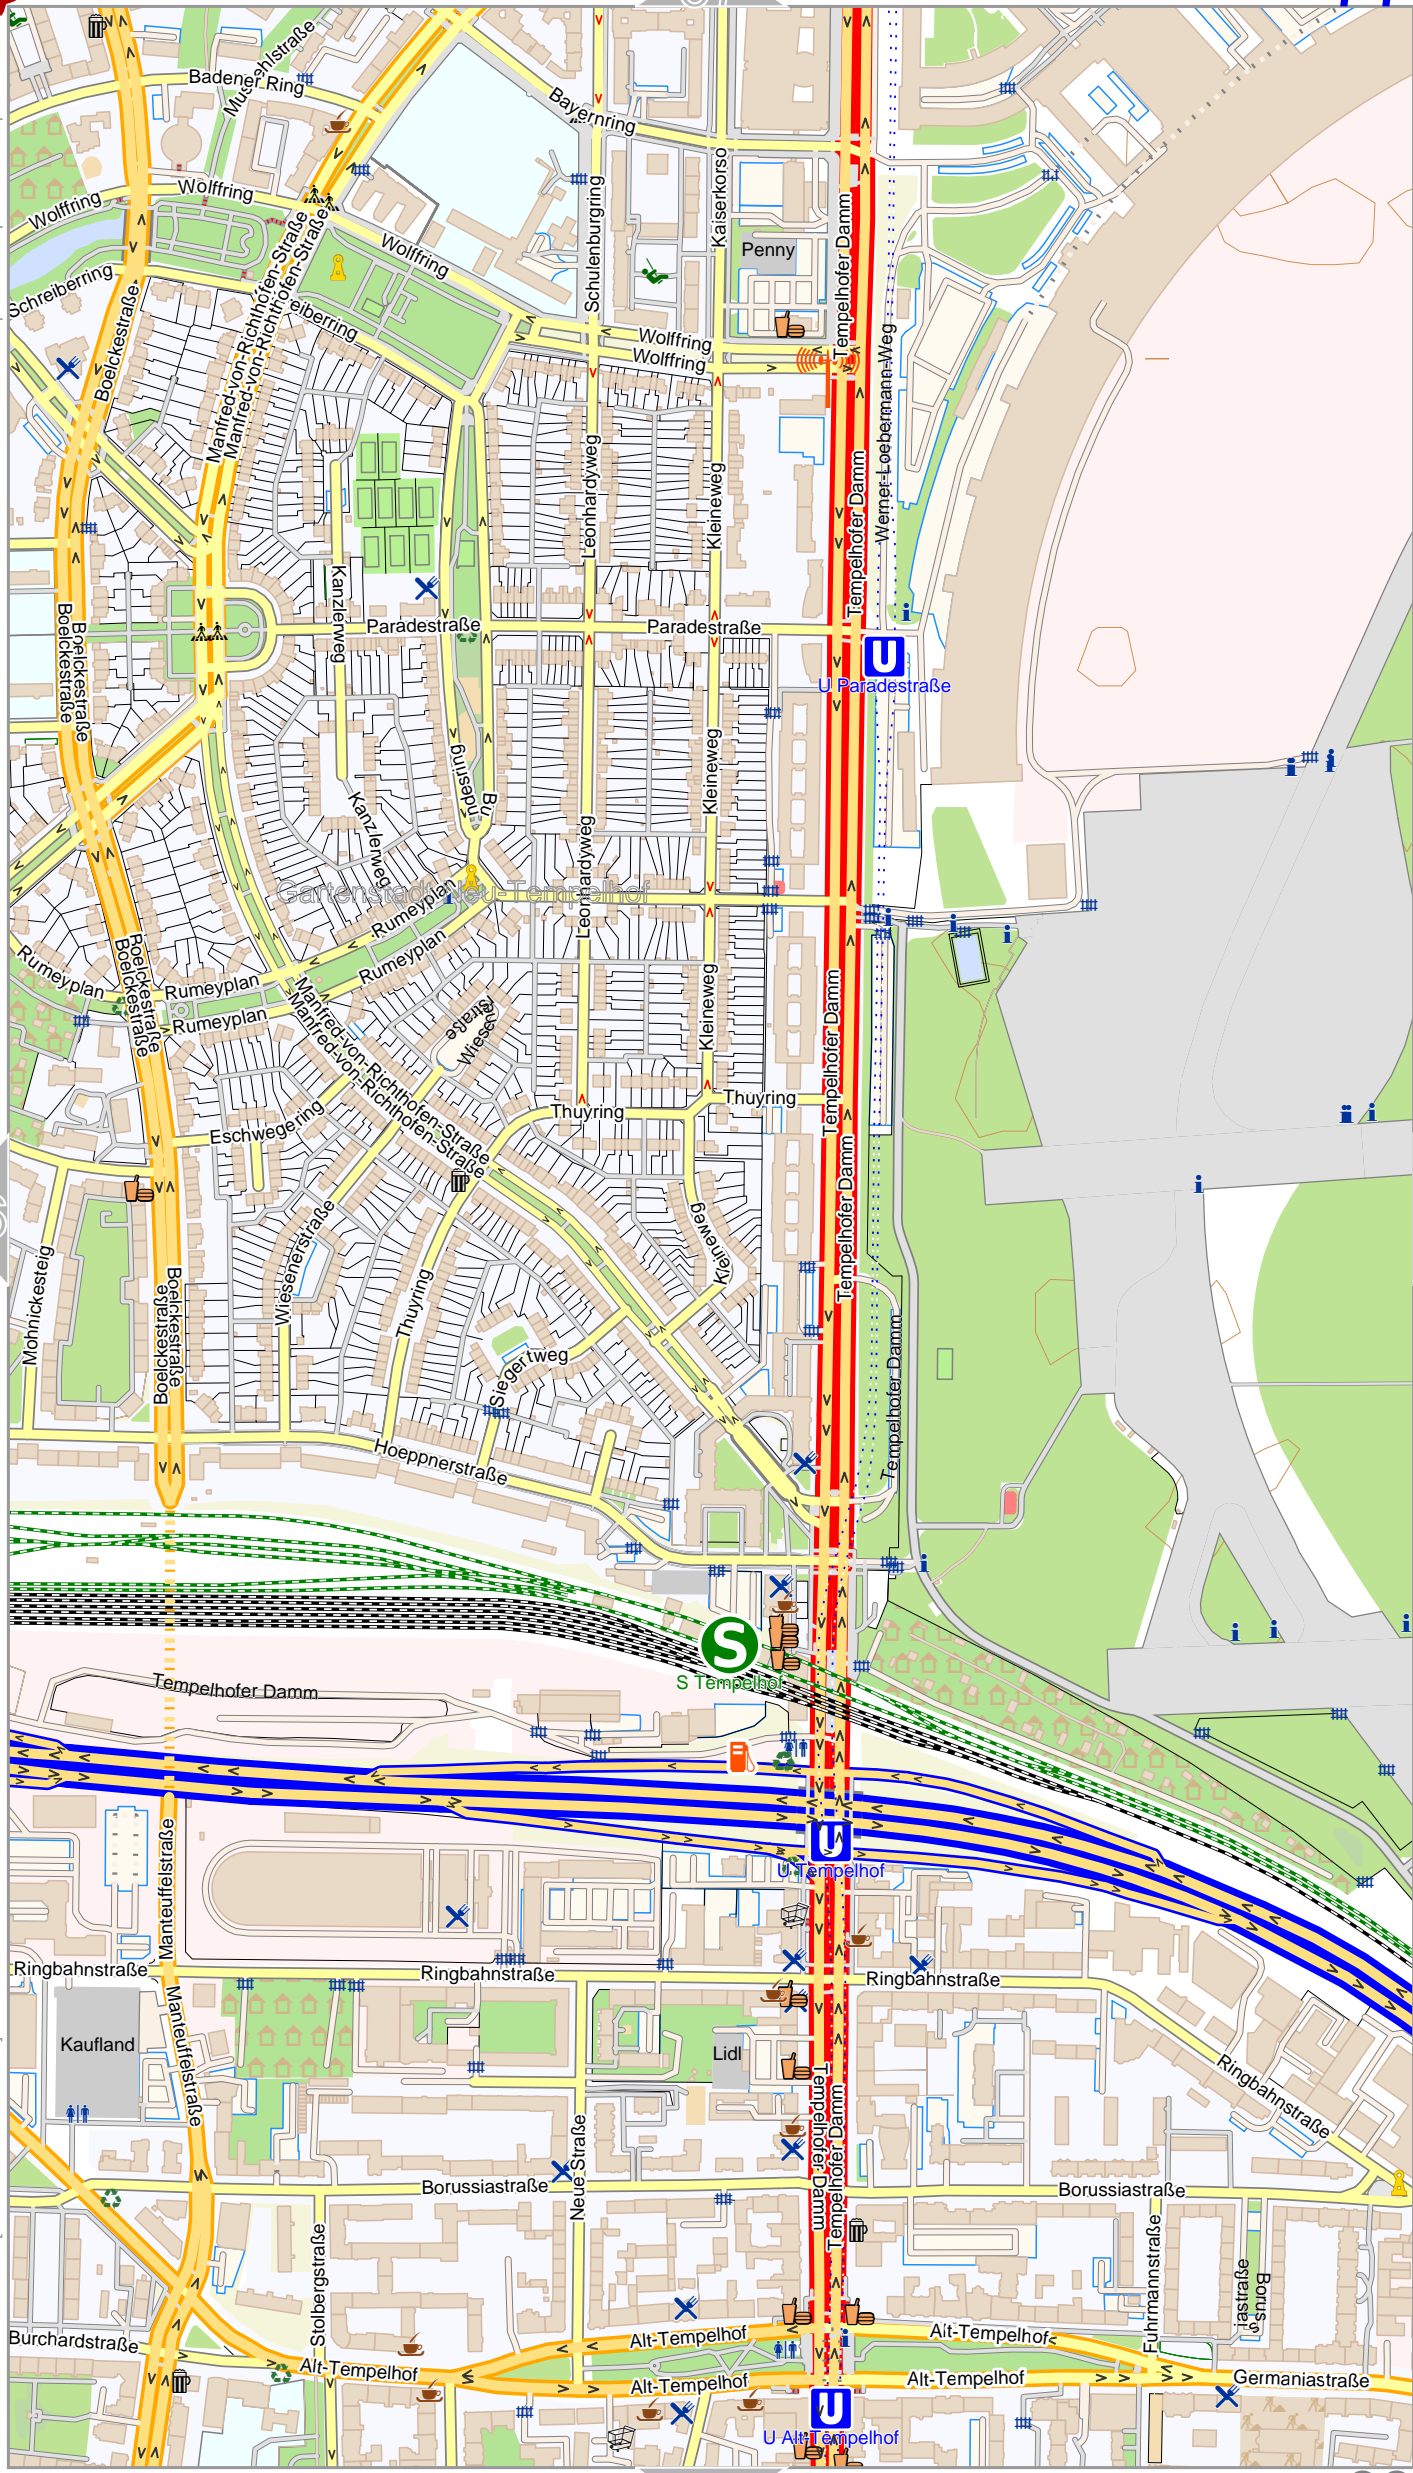 Badener Ring
Bayernring
Wolffring
Wolffring
Wolffring
Schreiberring
Manfred-von-Richthofen-Straße
Manfred-von-Richthofen-Straße
Schulenburgring
Kaiserkorso
Penny
Tempelhofer Damm
Boelckestraße
Wolffring
Wolffring
Werner-Loebermann-Weg
Leonhardyweg
Kleineweg
Tempelhofer Damm
Kanzlerweg
Paradestraße
Paradestraße
U Paradestraße
Boelckestraße
Boelckestraße
Kleineweg
Kanzlerweg
Leonhardyweg
Gartenstadt Neu-Tempelhof
Rumeyplan
Rumeyplan
Rumeyplan
Rumeyplan
Rumeyplan
Boelckestraße
Boelckestraße
Kleineweg
Tempelhofer Damm
Manfred-von-Richthofen-Straße
Manfred-von-Richthofen-Straße
Wiesener
Straße
Eschwegering
Thuyring
Thuyring
Tempelhofer Damm
Mohnickesteig
Wiesenerstraße
Thuyring
Kleineweg
Boelckestraße
Boelckestraße
Siegertweg
Tempelhofer Damm
Hoeppnerstraße
S Tempelhof
Tempelhofer Damm
U Tempelhof
Manteuffelstraße
Ringbahnstraße
Ringbahnstraße
Ringbahnstraße
Kaufland
Manteuffelstraße
Lidl
Ringbahnstraße
Tempelhofer Damm
Tempelhofer Damm
Neue Straße
Borussiastraße
Borussiastraße
Stolbergstraße
Fuhrmannstraße
Borus
siastraße
Burchardstraße
Alt-Tempelhof
Alt-Tempelhof
Alt-Tempelhof
Alt-Tempelhof
Alt-Tempelhof
Germaniastraße
U Alt-Tempelhof